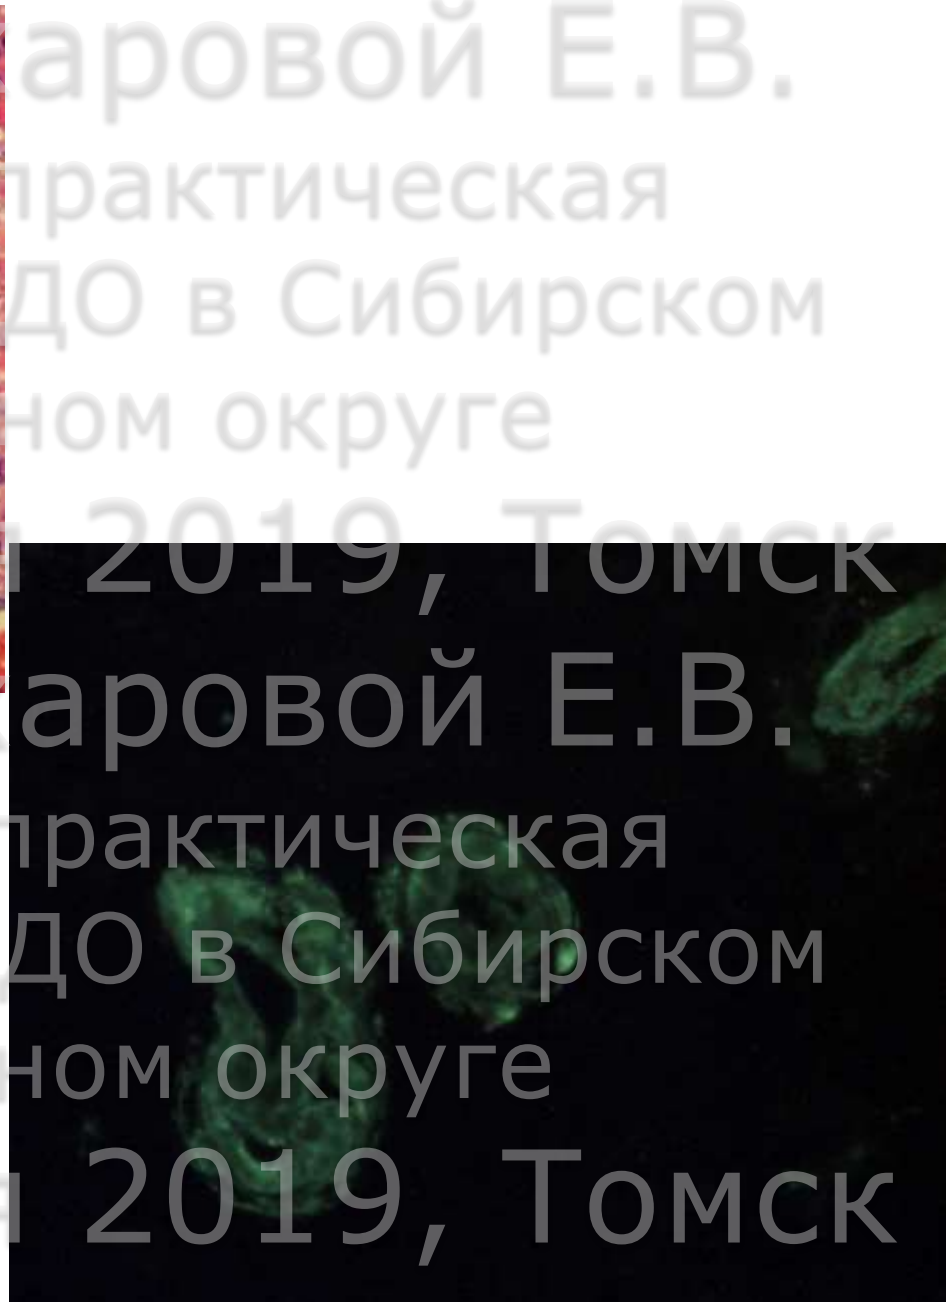 аровой Е.В.
практическая
ДО в Сибирском
ном округе
я 2019, Томск
аровой Е.В.
практическая
ДО в Сибирском
ном округе
я 2019, Томск